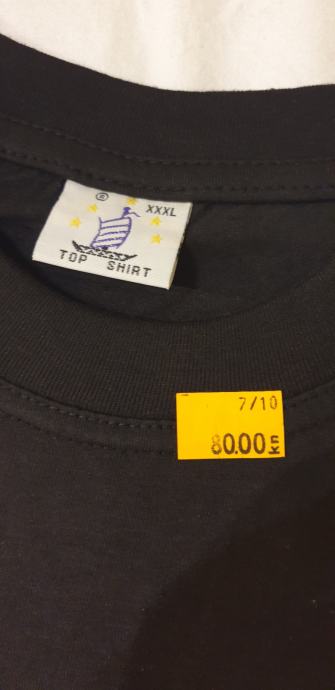 ®
XXXL
TOP SHIRT
7/10
80.00 kn